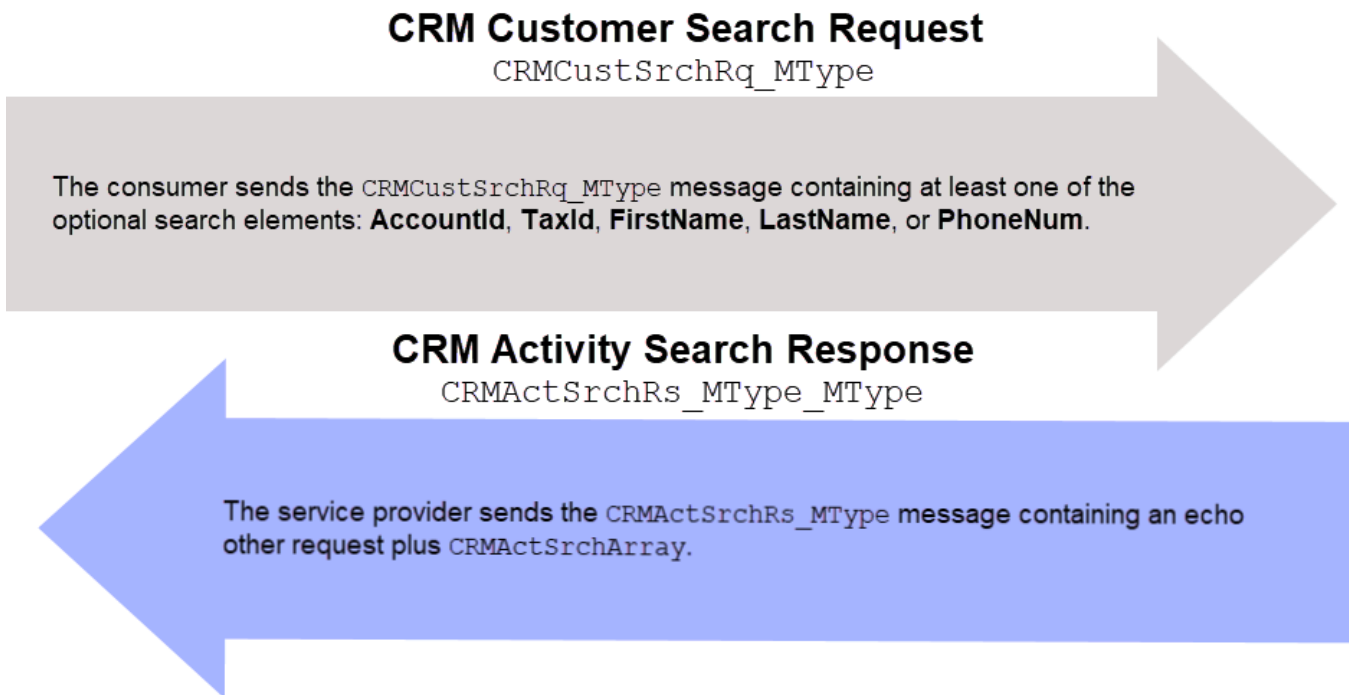 CRM Customer Search Request
CRMCustSrchRq_MType
The consumer sends the CRMCustSrchRq_MType message containing at least one of the
optional search elements: AccountId, TaxId, FirstName, LastName, or PhoneNum.
CRM Activity Search Response
CRMActSrchRs_MType_MType
The service provider sends the CRMActSrchRs_MType message containing an echo
other request plus CRMActSrchArray.